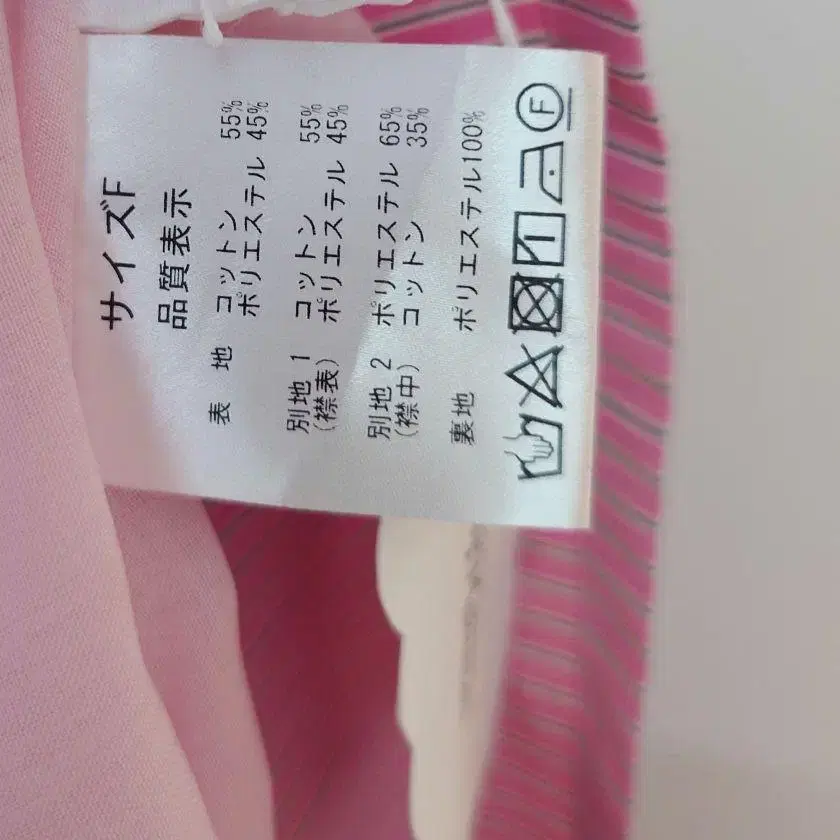 サイズF
品質表示
表 地 コットン 55%
ポリエステル 45%
別地 1 コットン 55%
(襟表) ポリエステル 45%
別地 2 ポリエステル 65%
(襟中) コットン 35%
裏地 ポリエステル100%
F